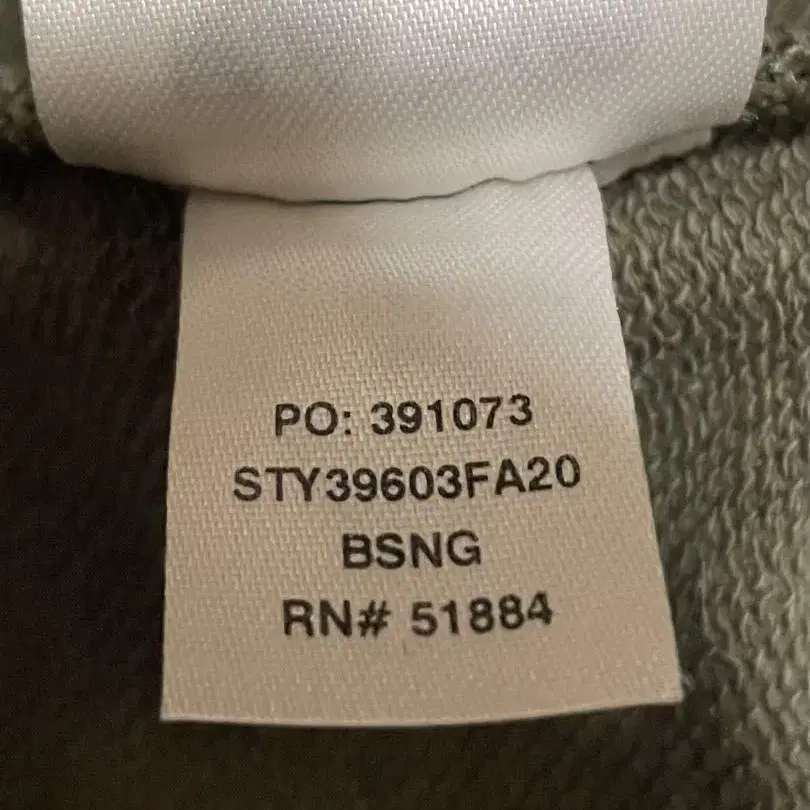 PO: 391073
STY39603FA20
BSNG
RN# 51884